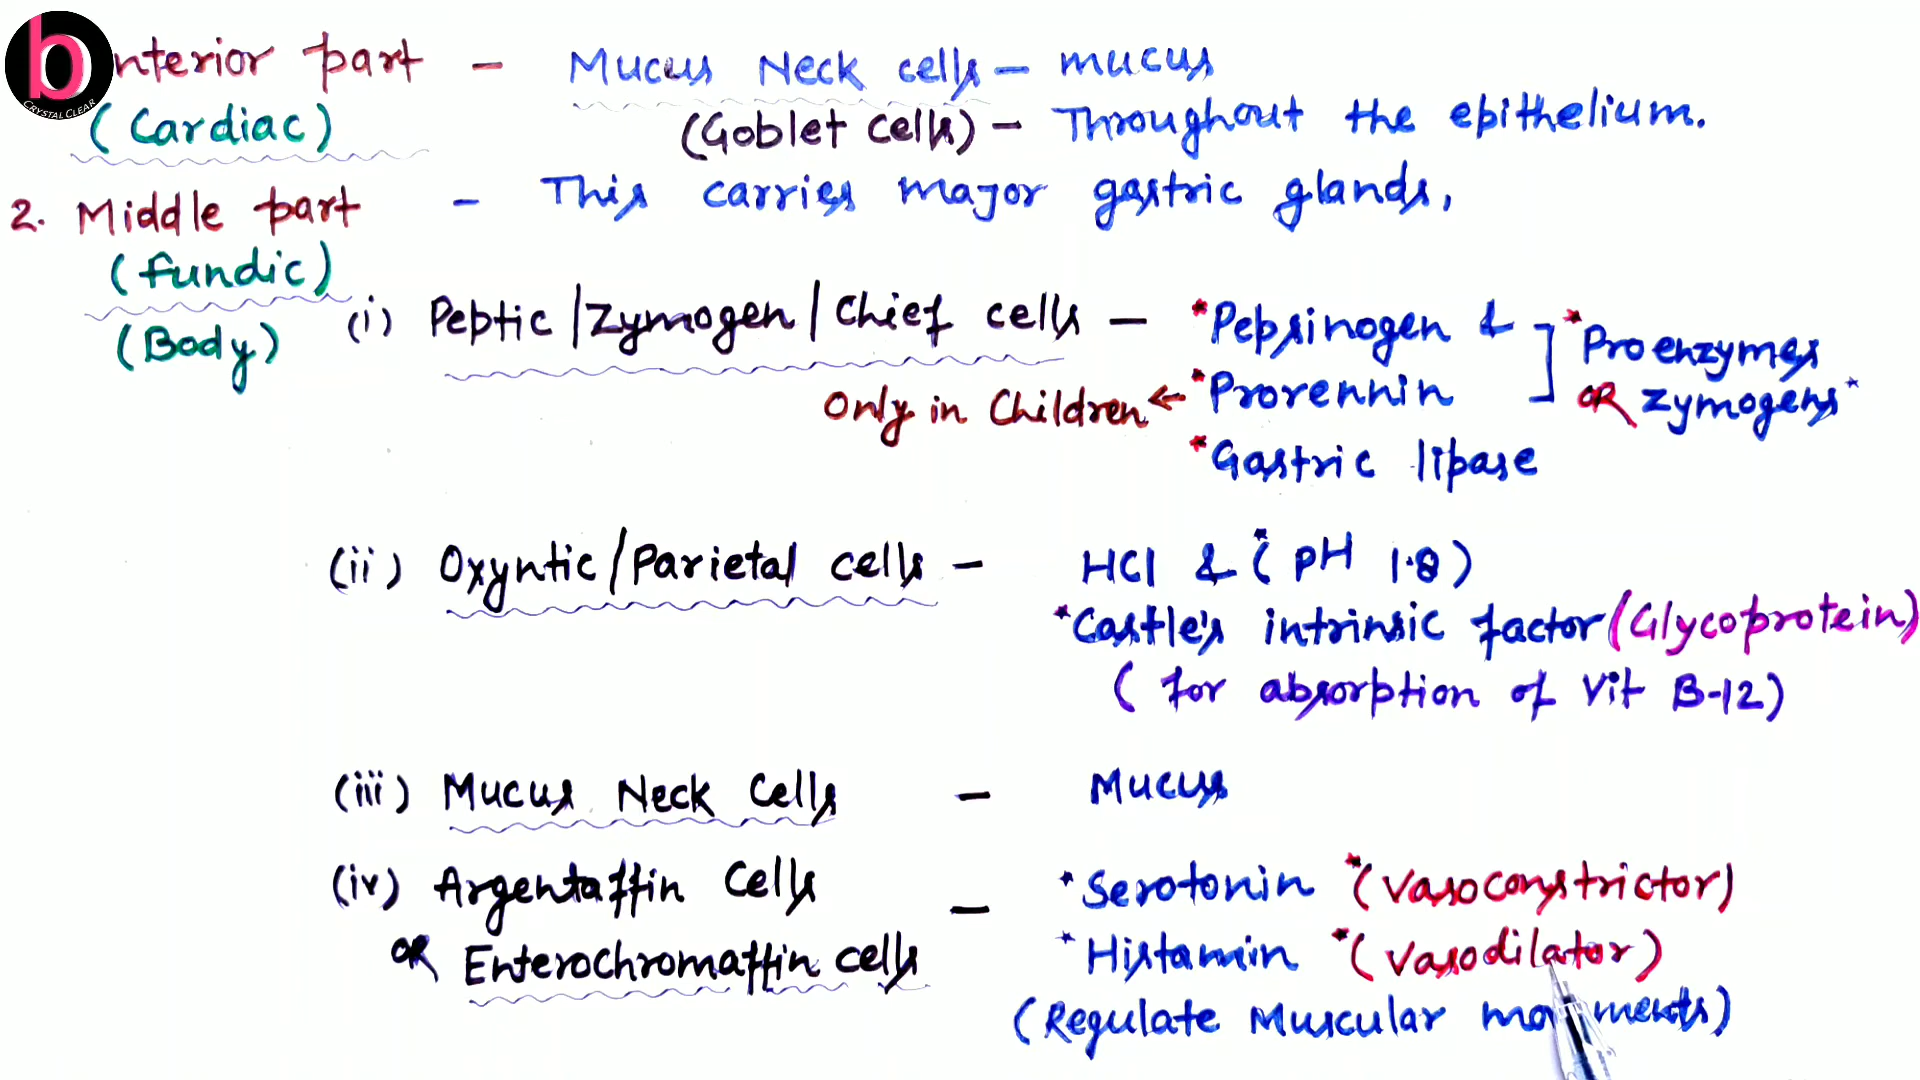 b nterior part - Mucus Neck cells - mucus
CRYSTAL CLEAR
(Cardiac) (Goblet cells) - Throughout the epithelium.
2. Middle part - This carries major gastric glands,
(fundic)
(Body)
(i) Peptic/Zymogen/Chief cells - *Pepsinogen & *Proenzymes
Only in Children ← *Prorennin OR zymogens*
*Gastric lipase
(ii) Oxyntic/Parietal cells - HCl & (*pH 1.8)
*Castle's intrinsic factor (Glycoprotein)
(for absorption of Vit B-12)
(iii) Mucus Neck Cells - Mucus
(iv) Argentaffin Cells - *Serotonin *(vasoconstrictor)
OR Enterochromaffin cells *Histamin *(vasodilator)
(Regulate Muscular